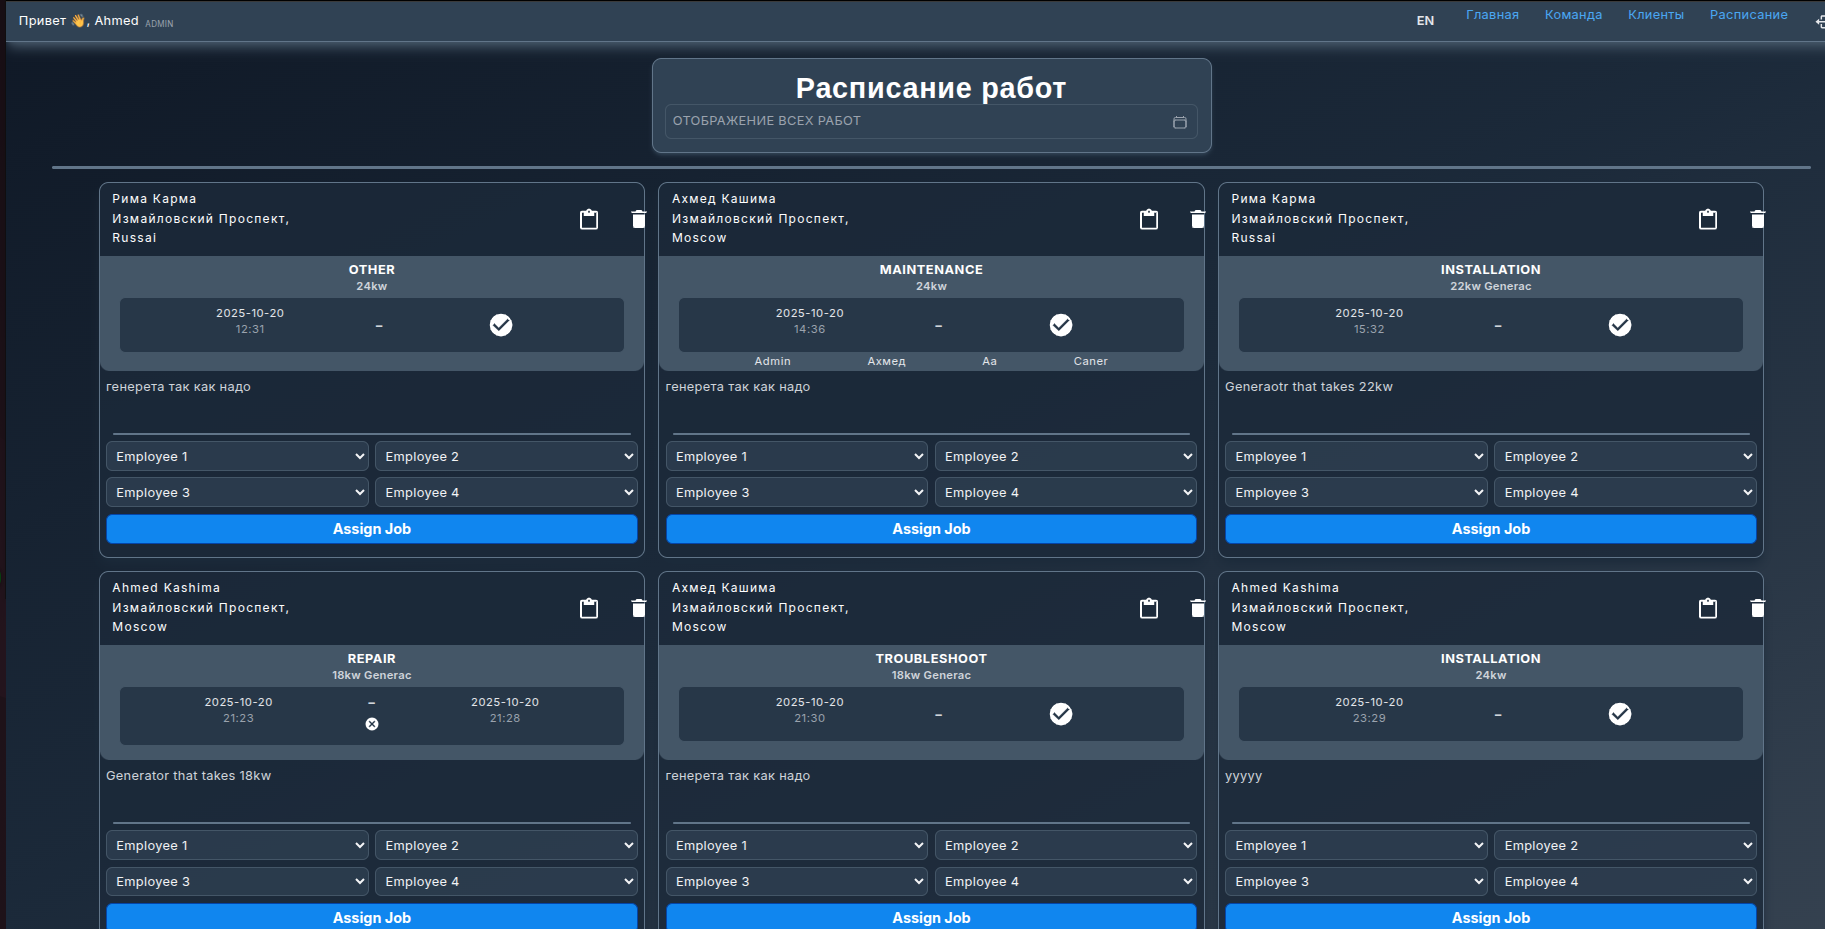 Привет 👋, Ahmed ADMIN
EN Главная Команда Клиенты Расписание
Расписание работ
ОТОБРАЖЕНИЕ ВСЕХ РАБОТ
Рима Карма
Измайловский Проспект,
Russai
OTHER
24kw
2025-10-20
12:31
–
генерета так как надо
Employee 1 Employee 2
Employee 3 Employee 4
Assign Job
Ахмед Кашима
Измайловский Проспект,
Moscow
MAINTENANCE
24kw
2025-10-20
14:36
–
Admin Ахмед Aa Caner
генерета так как надо
Employee 1 Employee 2
Employee 3 Employee 4
Assign Job
Рима Карма
Измайловский Проспект,
Russai
INSTALLATION
22kw Generac
2025-10-20
15:32
–
Generaotr that takes 22kw
Employee 1 Employee 2
Employee 3 Employee 4
Assign Job
Ahmed Kashima
Измайловский Проспект,
Moscow
REPAIR
18kw Generac
2025-10-20 – 2025-10-20
21:23 21:28
Generator that takes 18kw
Employee 1 Employee 2
Employee 3 Employee 4
Assign Job
Ахмед Кашима
Измайловский Проспект,
Moscow
TROUBLESHOOT
18kw Generac
2025-10-20
21:30
–
генерета так как надо
Employee 1 Employee 2
Employee 3 Employee 4
Assign Job
Ahmed Kashima
Измайловский Проспект,
Moscow
INSTALLATION
24kw
2025-10-20
23:29
–
yyyyy
Employee 1 Employee 2
Employee 3 Employee 4
Assign Job